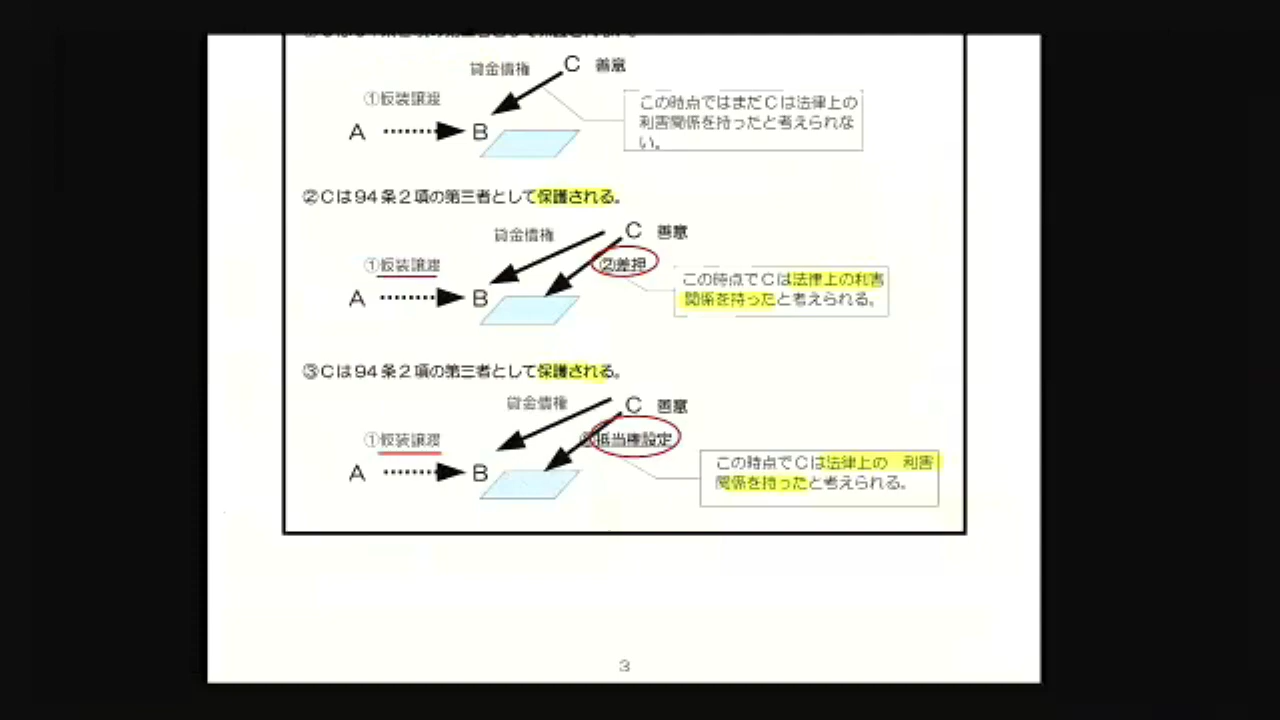 貸金債権 C 善意
①仮装譲渡
A B
この時点ではまだCは法律上の
利害関係を持ったと考えられな
い。
②Cは94条2項の第三者として保護される。
貸金債権 C 善意
①仮装譲渡 ②差押
A B
この時点でCは法律上の利害
関係を持ったと考えられる。
③Cは94条2項の第三者として保護される。
貸金債権 C 善意
①仮装譲渡 抵当権設定
A B
この時点でCは法律上の 利害
関係を持ったと考えられる。
3